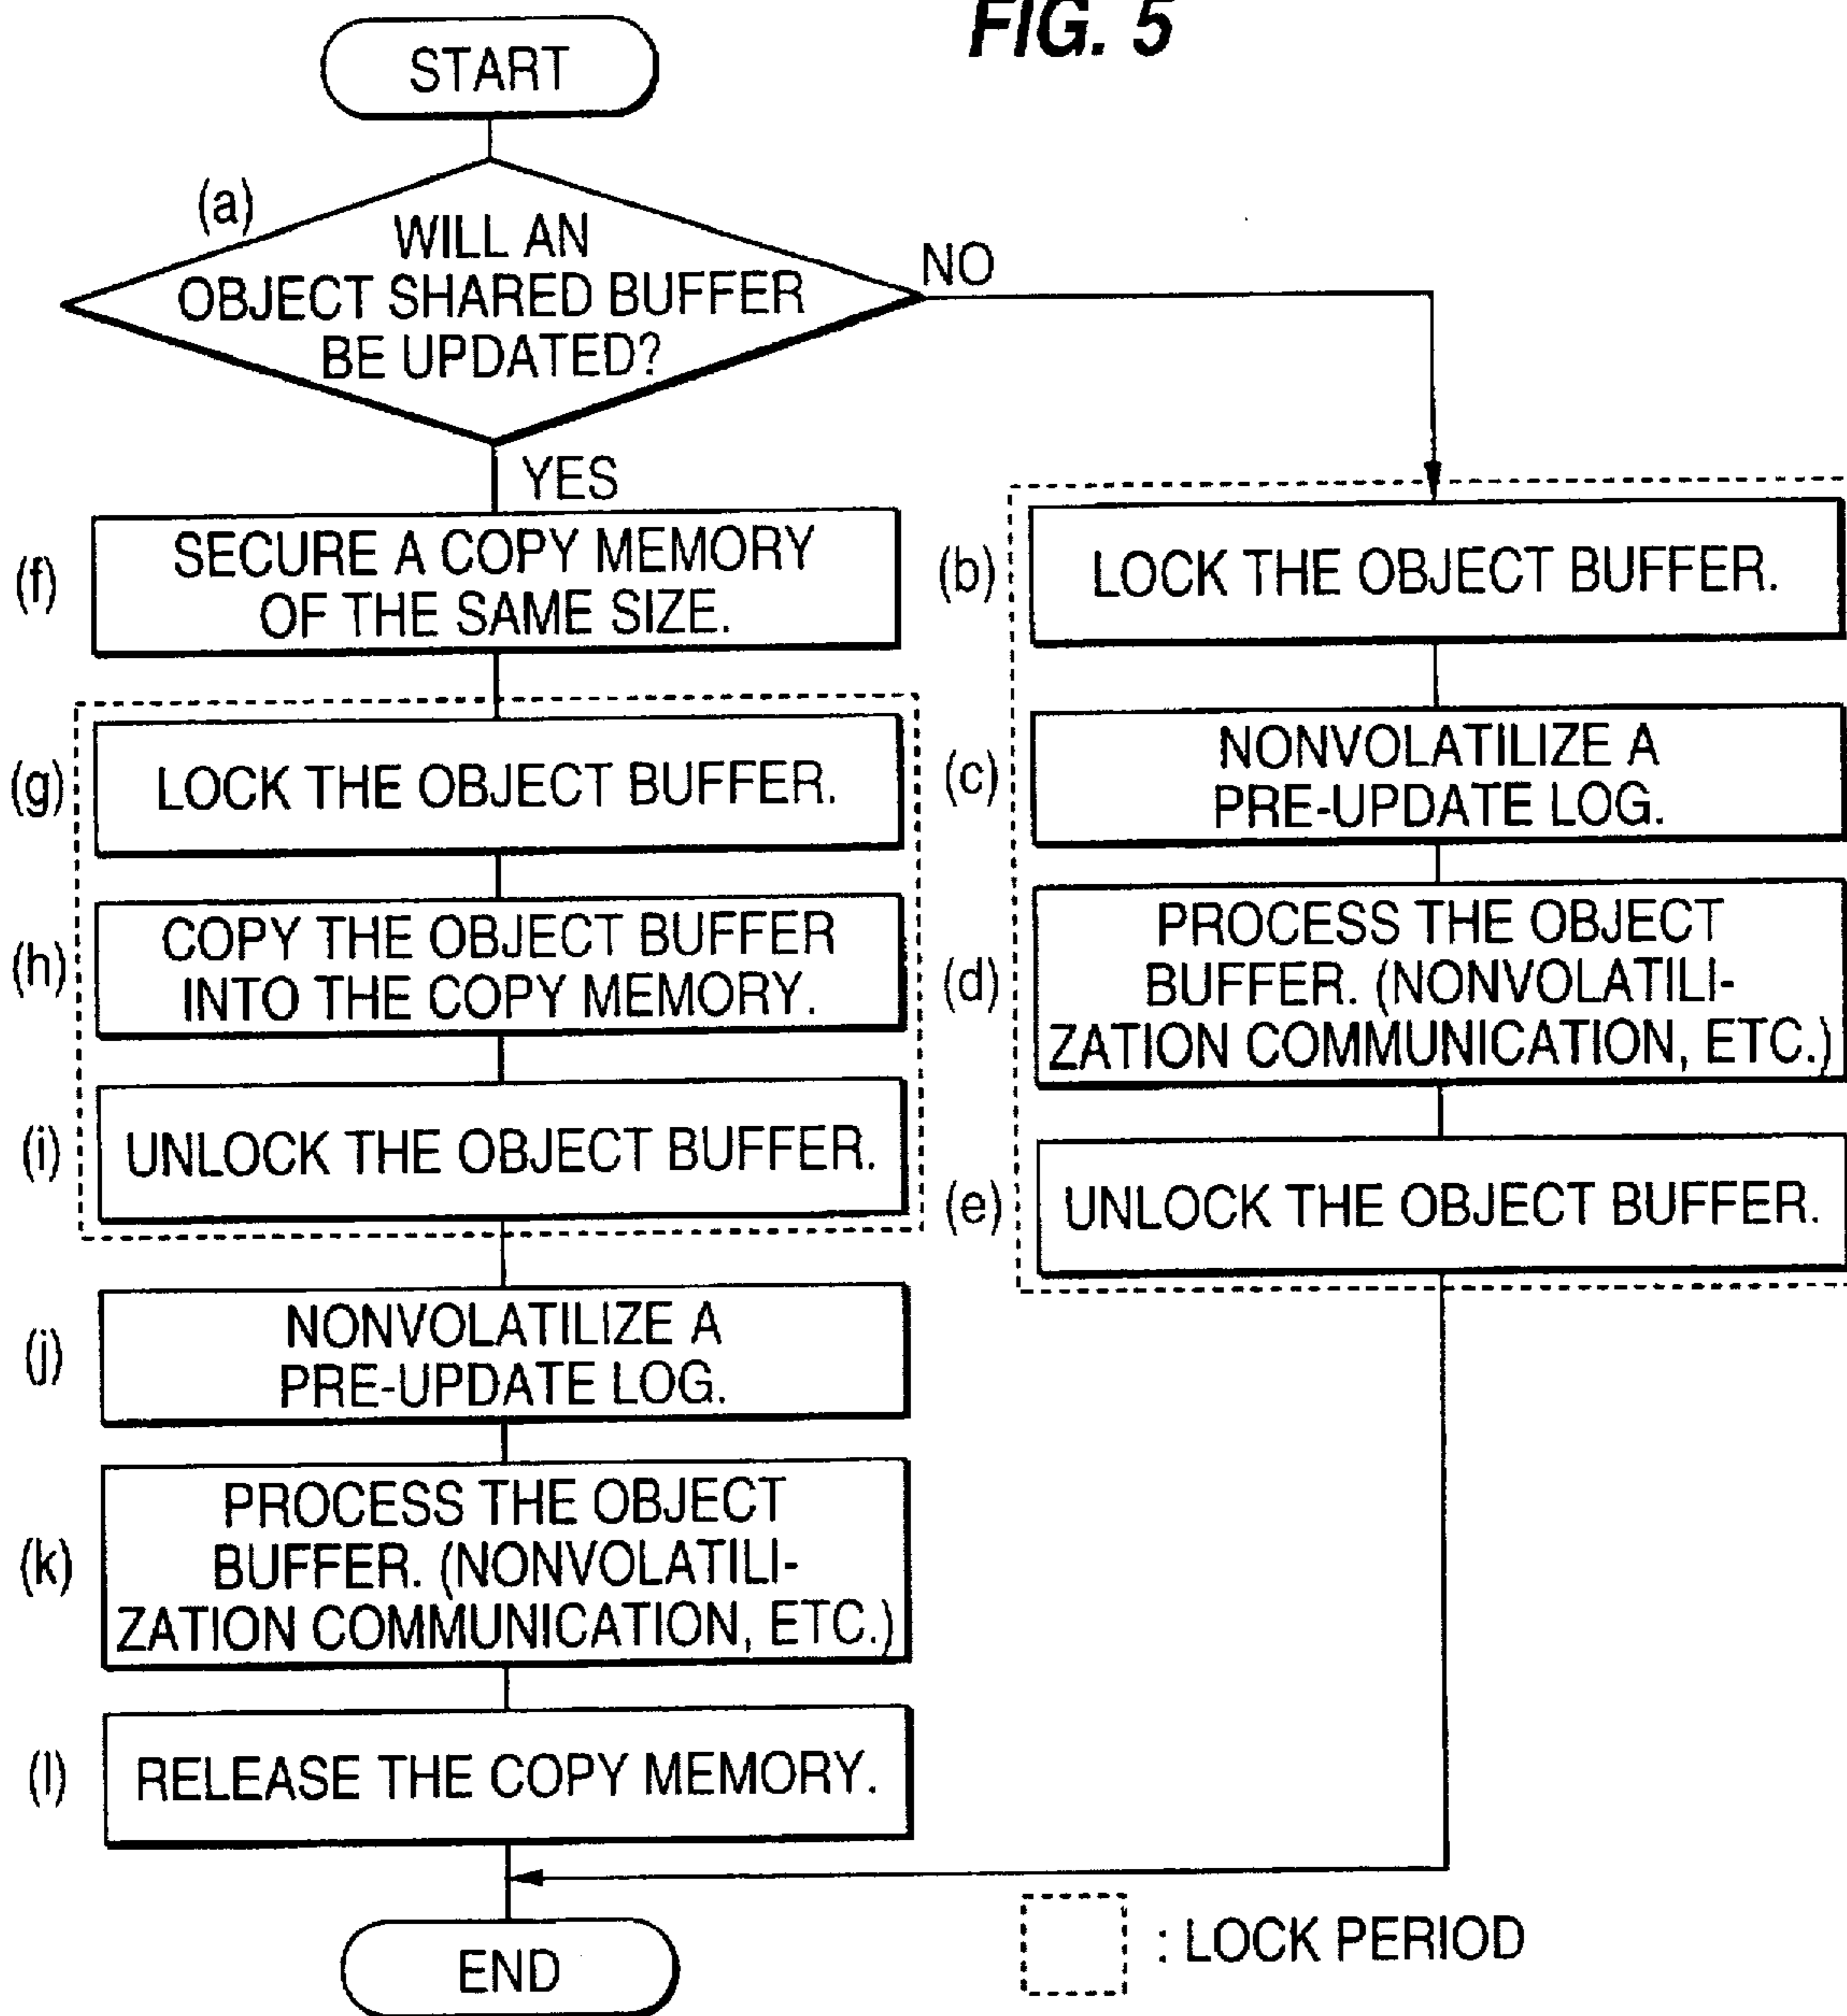 FIG. 5
START
(a)
WILL AN
OBJECT SHARED BUFFER
BE UPDATED?
NO
YES
(f)
SECURE A COPY MEMORY
OF THE SAME SIZE.
(g)
LOCK THE OBJECT BUFFER.
(h)
COPY THE OBJECT BUFFER
INTO THE COPY MEMORY.
(i)
UNLOCK THE OBJECT BUFFER.
(j)
NONVOLATILIZE A
PRE-UPDATE LOG.
(k)
PROCESS THE OBJECT
BUFFER. (NONVOLATILI-
ZATION COMMUNICATION, ETC.)
(l)
RELEASE THE COPY MEMORY.
(b)
LOCK THE OBJECT BUFFER.
(c)
NONVOLATILIZE A
PRE-UPDATE LOG.
(d)
PROCESS THE OBJECT
BUFFER. (NONVOLATILI-
ZATION COMMUNICATION, ETC.)
(e)
UNLOCK THE OBJECT BUFFER.
END
: LOCK PERIOD